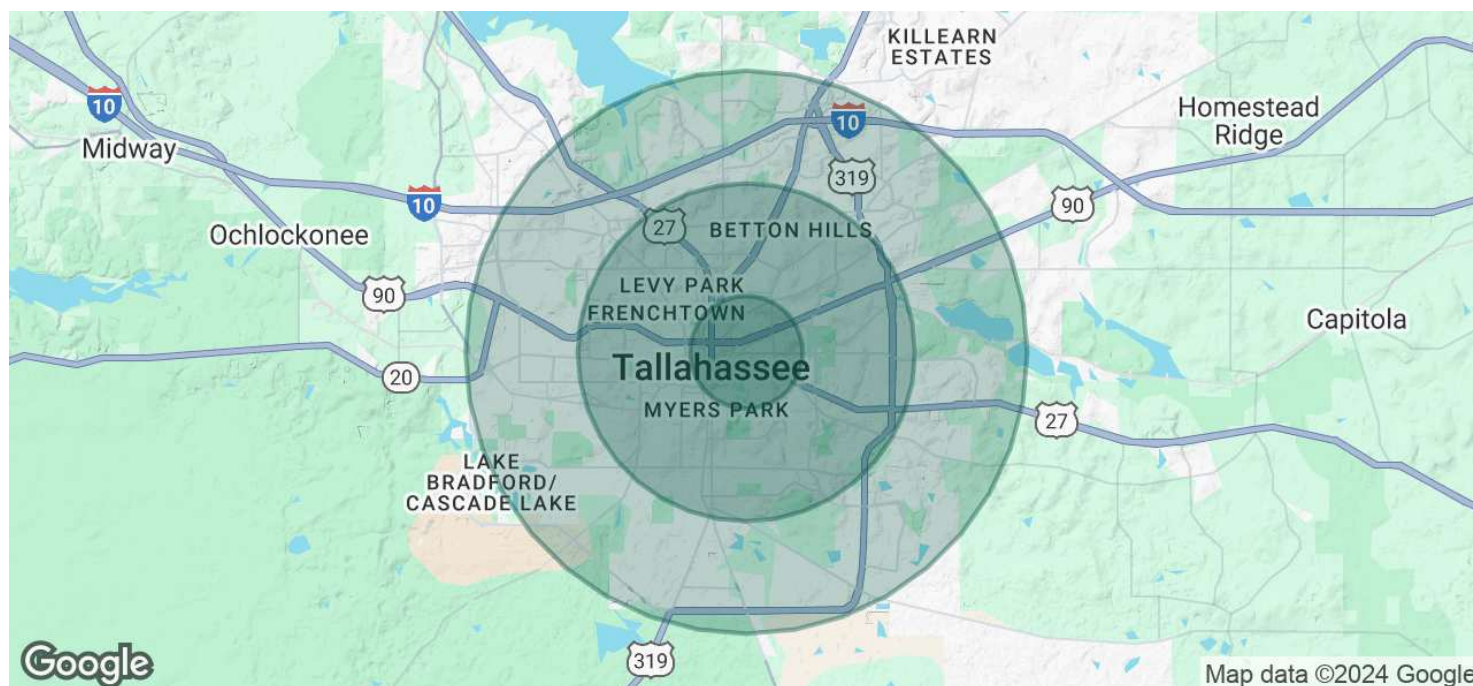 KILLEARN
ESTATES
10
10
Homestead
Ridge
Midway
319
10
90
27
BETTON HILLS
Ochlockonee
LEVY PARK
90
FRENCHTOWN
Capitola
Tallahassee
20
MYERS PARK
27
LAKE
BRADFORD/
CASCADE LAKE
319
Google
Map data ©2024 Google